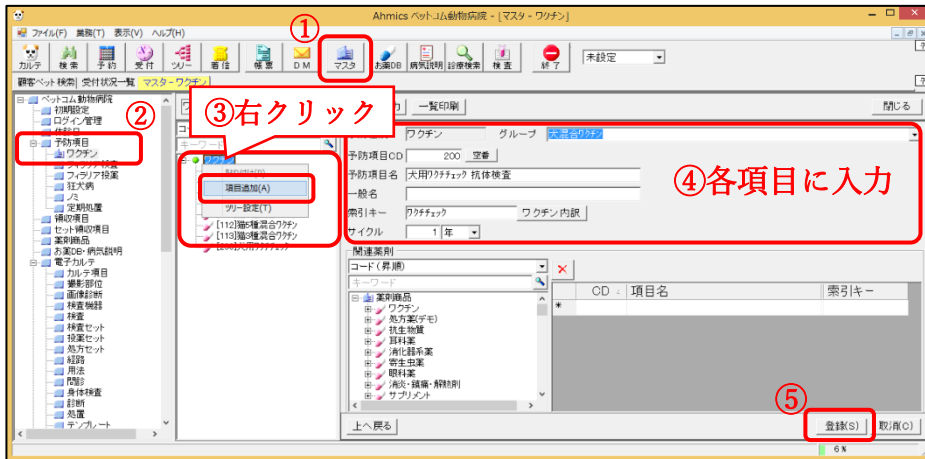 Ahmics ペットコム動物病院 - [マスタ - ワクチン]
ファイル(F) 業務(T) 表示(V) ヘルプ(H)
①
カルテ 検索 予約 受付 ツリー 着信 帳票 DM マスタ お薬DB 病気説明 診療検索 検査 終了 未設定
顧客ペット検索 受付状況一覧 マスタ - ワクチン
②
ペットコム動物病院
初期設定
ログイン管理
休診日
予防項目
ワクチン
フィラリア検査
フィラリア投薬
狂犬病
ノミ
定期処置
領収項目
セット領収項目
薬剤商品
お薬DB・病気説明
電子カルテ
カルテ項目
撮影部位
画像診断
検査機器
検査
検査セット
投薬セット
処方セット
経路
用法
問診
身体検査
診断
処置
テンプレート
③右クリック
キーワード
ワクチン
項目追加(A)
ツリー設定(T)
[112]猫5種混合ワクチン
[113]猫3種混合ワクチン
一覧印刷
閉じる
ワクチン グループ 犬混合ワクチン
予防項目CD 200 空番
予防項目名 犬用ワクチチェック 抗体検査
一般名
索引キー ワクチチェック ワクチン内訳
サイクル 1 年
④各項目に入力
関連薬剤
コード(昇順)
キーワード
薬剤商品
ワクチン
処方薬(デモ)
抗生物質
耳科薬
消化器系薬
寄生虫薬
眼科薬
消炎・鎮痛・解熱剤
サプリメント
CD 項目名 索引キー
*
⑤
上へ戻る 登録(S) 取消(C)
6%